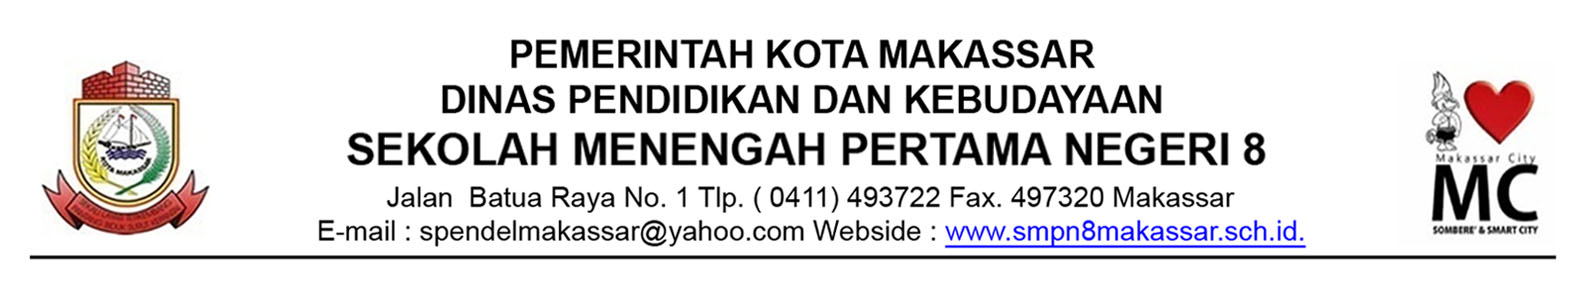 PEMERINTAH KOTA MAKASSAR
DINAS PENDIDIKAN DAN KEBUDAYAAN
SEKOLAH MENENGAH PERTAMA NEGERI 8
Jalan  Batua Raya No. 1 Tlp. ( 0411) 493722 Fax. 497320 Makassar
E-mail : spendelmakassar@yahoo.com Webside : www.smpn8makassar.sch.id.
KOTA MAKASSAR
Makassar City
MC
SOMBERE' & SMART CITY